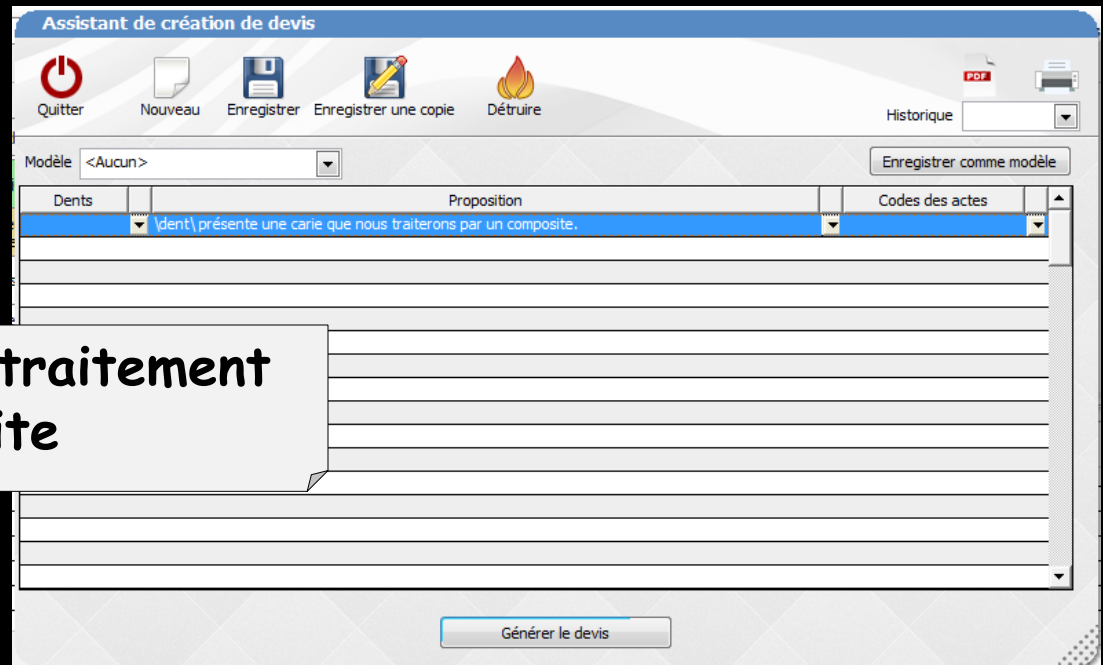 Assistant de création de devis
Quitter
Nouveau
Enregistrer
Enregistrer une copie
Détruire
PDF
Historique
Modèle <Aucun>
Enregistrer comme modèle
Dents
Proposition
Codes des actes
\dent\ présente une carie que nous traiterons par un composite.
traitement
ite
Générer le devis